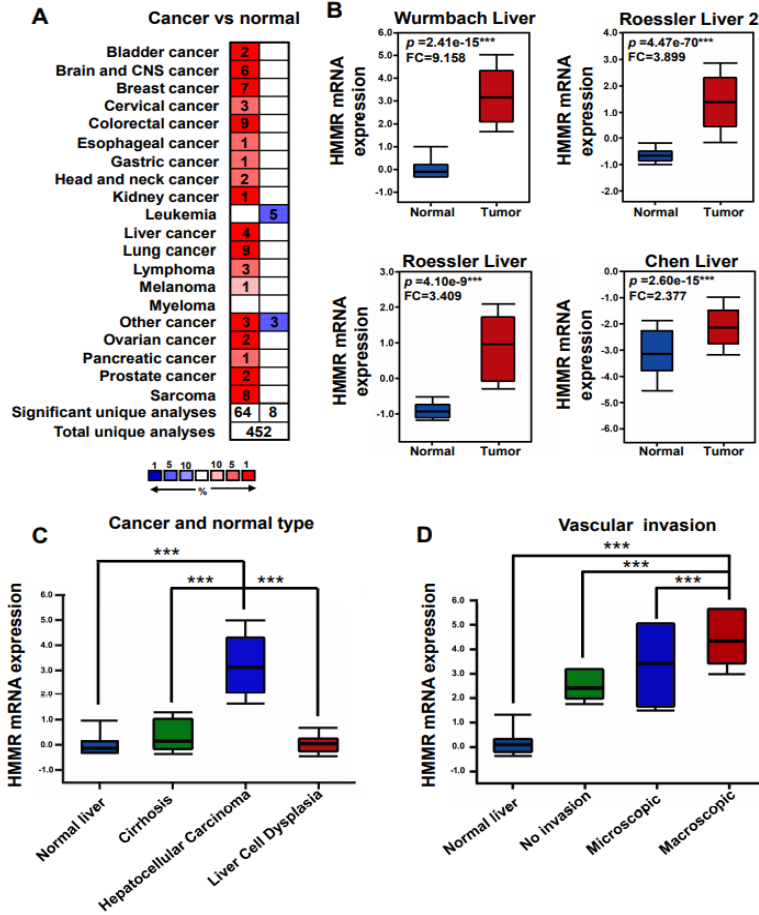 A
Cancer vs normal
Bladder cancer 2
Brain and CNS cancer 6
Breast cancer 7
Cervical cancer 3
Colorectal cancer 9
Esophageal cancer 1
Gastric cancer 1
Head and neck cancer 2
Kidney cancer 1
Leukemia 5
Liver cancer 4
Lung cancer 9
Lymphoma 3
Melanoma 1
Myeloma
Other cancer 3 3
Ovarian cancer 2
Pancreatic cancer 1
Prostate cancer 2
Sarcoma 8
Significant unique analyses 64 8
Total unique analyses 452
1 5 10 10 5 1
%
B
Wurmbach Liver
HMMR mRNA
expression
6.0
5.0
4.0
3.0
2.0
1.0
0.0
-1.0
p =2.41e-15***
FC=9.158
Normal Tumor
Roessler Liver 2
HMMR mRNA
expression
4.0
3.0
2.0
1.0
0.0
-1.0
-2.0
p =4.47e-70***
FC=3.899
Normal Tumor
Roessler Liver
HMMR mRNA
expression
3.0
2.0
1.0
0.0
-1.0
p =4.10e-9***
FC=3.409
Normal Tumor
Chen Liver
HMMR mRNA
expression
0.0
-1.0
-2.0
-3.0
-4.0
-5.0
-6.0
p =2.60e-15***
FC=2.377
Normal Tumor
C
Cancer and normal type
*** *** ***
HMMR mRNA expression
6.0
5.0
4.0
3.0
2.0
1.0
0.0
-1.0
Normal liver
Cirrhosis
Hepatocellular Carcinoma
Liver Cell Dysplasia
D
Vascular invasion
***
***
***
HMMR mRNA expression
6.0
5.0
4.0
3.0
2.0
1.0
0.0
-1.0
Normal liver
No invasion
Microscopic
Macroscopic